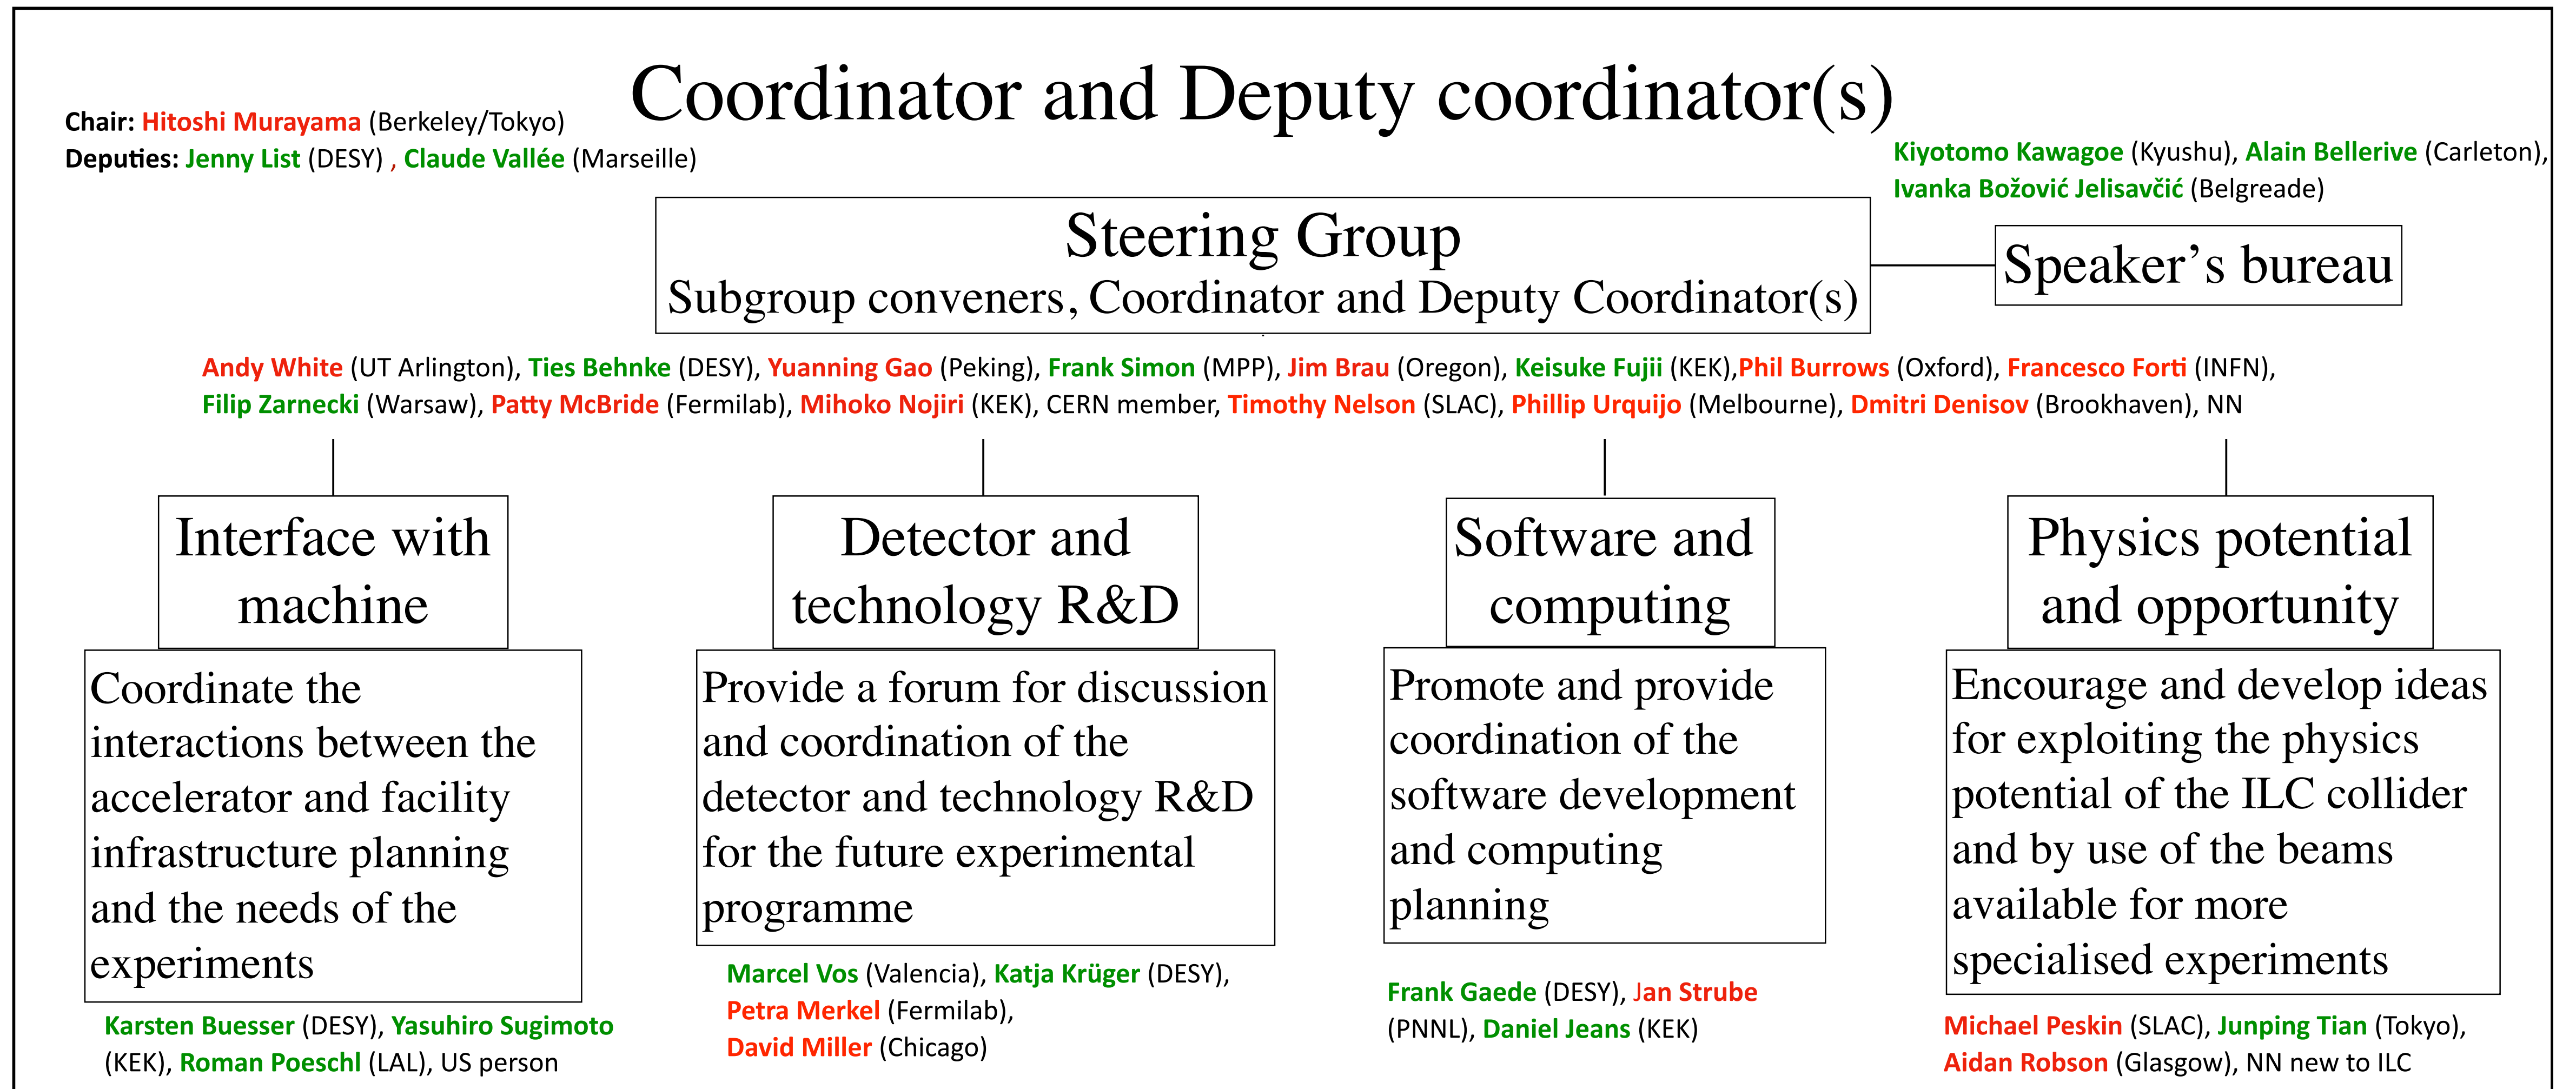 Coordinator and Deputy coordinator(s)
Chair: Hitoshi Murayama (Berkeley/Tokyo)
Deputies: Jenny List (DESY) , Claude Vallée (Marseille)
Kiyotomo Kawagoe (Kyushu), Alain Bellerive (Carleton),
Ivanka Božović Jelisavčić (Belgreade)
Steering Group
Subgroup conveners, Coordinator and Deputy Coordinator(s)
Speaker’s bureau
Andy White (UT Arlington), Ties Behnke (DESY), Yuanning Gao (Peking), Frank Simon (MPP), Jim Brau (Oregon), Keisuke Fujii (KEK),Phil Burrows (Oxford), Francesco Forti (INFN),
Filip Zarnecki (Warsaw), Patty McBride (Fermilab), Mihoko Nojiri (KEK), CERN member, Timothy Nelson (SLAC), Phillip Urquijo (Melbourne), Dmitri Denisov (Brookhaven), NN
Interface with
machine
Coordinate the
interactions between the
accelerator and facility
infrastructure planning
and the needs of the
experiments
Karsten Buesser (DESY), Yasuhiro Sugimoto
(KEK), Roman Poeschl (LAL), US person
Detector and
technology R&D
Provide a forum for discussion
and coordination of the
detector and technology R&D
for the future experimental
programme
Marcel Vos (Valencia), Katja Krüger (DESY),
Petra Merkel (Fermilab),
David Miller (Chicago)
Software and
computing
Promote and provide
coordination of the
software development
and computing
planning
Frank Gaede (DESY), Jan Strube
(PNNL), Daniel Jeans (KEK)
Physics potential
and opportunity
Encourage and develop ideas
for exploiting the physics
potential of the ILC collider
and by use of the beams
available for more
specialised experiments
Michael Peskin (SLAC), Junping Tian (Tokyo),
Aidan Robson (Glasgow), NN new to ILC